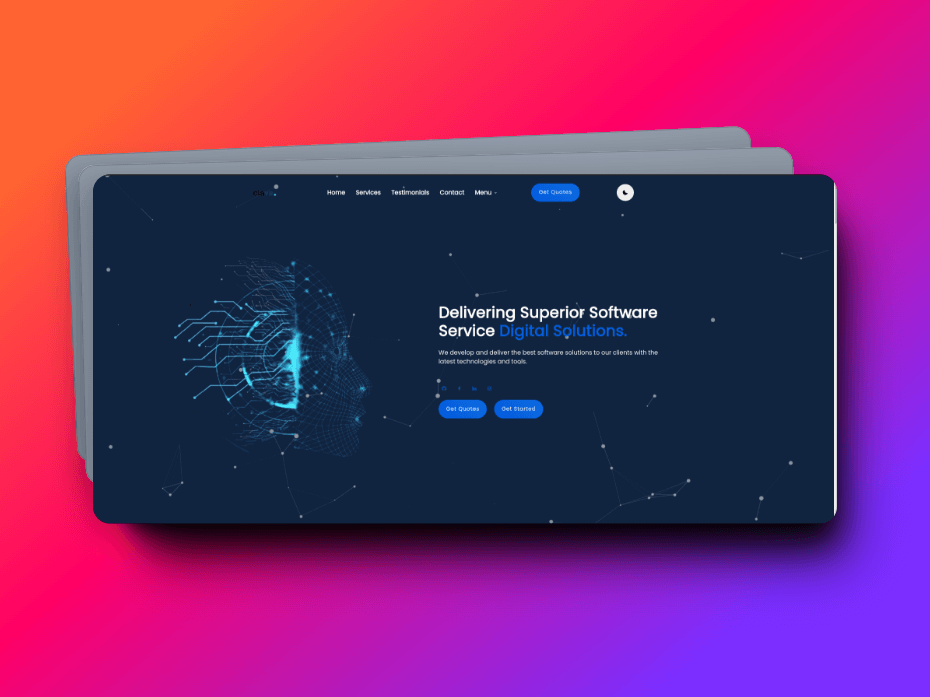 Home Services Testimonials Contact Menu Get Quotes
Delivering Superior Software
Service Digital Solutions.
We develop and deliver the best software solutions to our clients with the
latest technologies and tools.
Get Quotes Get Started